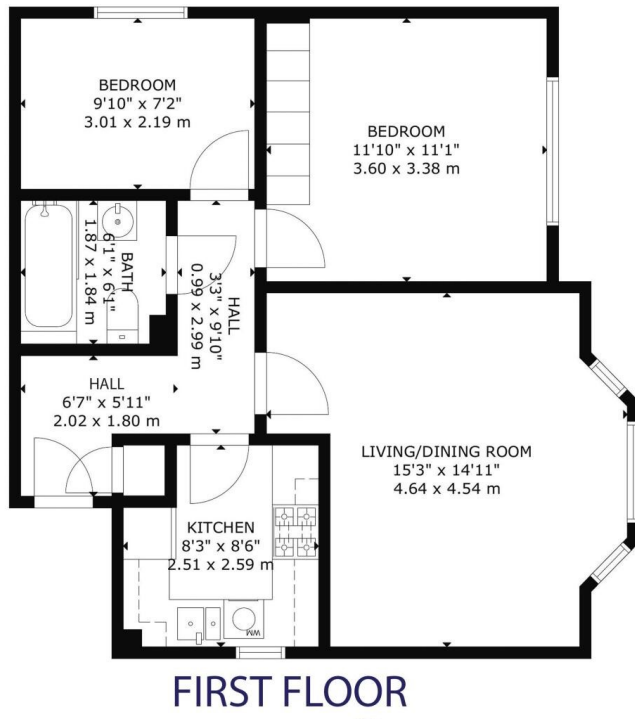 BEDROOM
9'10" x 7'2"
3.01 x 2.19 m
BEDROOM
11'10" x 11'1"
3.60 x 3.38 m
BATH
6'1" x 6'1"
1.87 x 1.84 m
HALL
3'3" x 9'10"
0.99 x 2.99 m
HALL
6'7" x 5'11"
2.02 x 1.80 m
LIVING/DINING ROOM
15'3" x 14'11"
4.64 x 4.54 m
KITCHEN
8'3" x 8'6"
2.51 x 2.59 m
WM
FIRST FLOOR